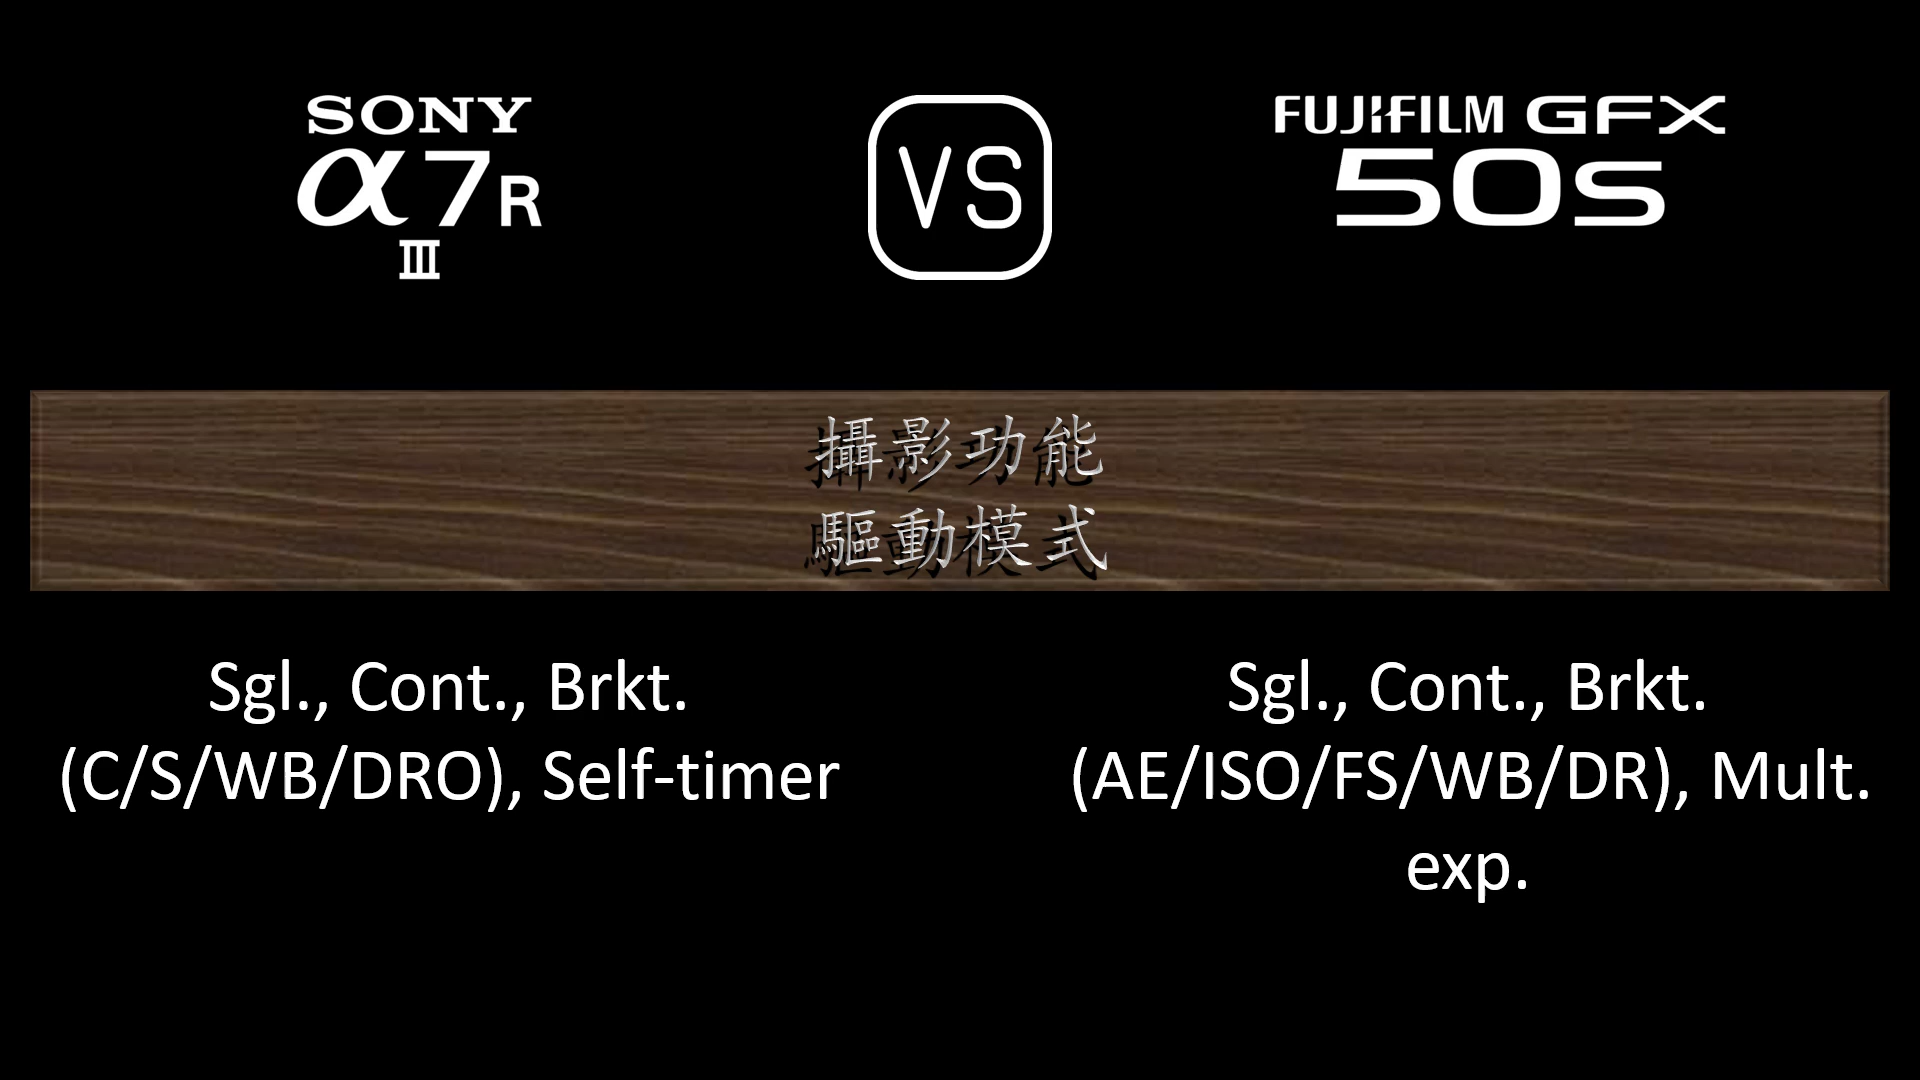 SONY
α7R
III
VS
FUJIFILM GFX
50s
攝影功能
驅動模式
Sgl., Cont., Brkt.
(C/S/WB/DRO), Self-timer
Sgl., Cont., Brkt.
(AE/ISO/FS/WB/DR), Mult.
exp.